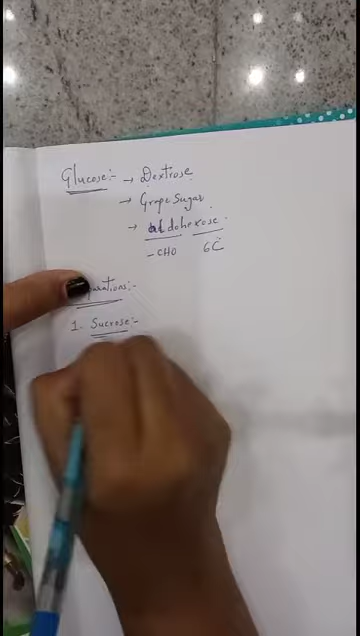 Glucose:- → Dextrose
→ Grape Sugar
→ aldohexose
-CHO 6C
1. Sucrose:-